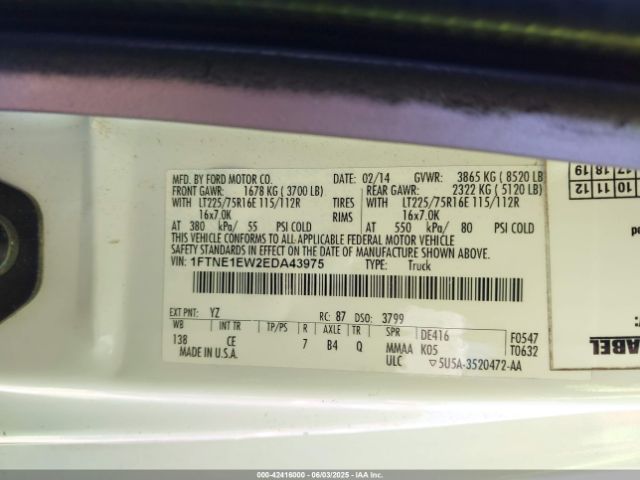 MFD. BY FORD MOTOR CO. DATE: 02/14 GVWR: 3865 KG ( 8520 LB
FRONT GAWR: 1678 KG ( 3700 LB) REAR GAWR: 2322 KG ( 5120 LB)
WITH LT225/75R16E 115/112R TIRES WITH LT225/75R16E 115/112R
16x7.0K RIMS 16x7.0K
AT 380 kPa/ 55 PSI COLD AT 550 kPa/ 80 PSI COLD
THIS VEHICLE CONFORMS TO ALL APPLICABLE FEDERAL MOTOR VEHICLE
SAFETY STANDARDS IN EFFECT ON THE DATE OF MANUFACTURE SHOWN ABOVE.
VIN: 1FTNE1EW2EDA43975 TYPE: Truck
EXT PNT: YZ RC: 87 DSO: 3799
WB INT TR TP/PS R AXLE TR SPR DE416 F0547
138 CE 7 B4 Q MMAA K05 T0632
MADE IN U.S.A. ULC 5U5A-3520472-AA
17 18 19
10 11 12
ABEL
000-42416000 - 06/03/2025 - IAA Inc.